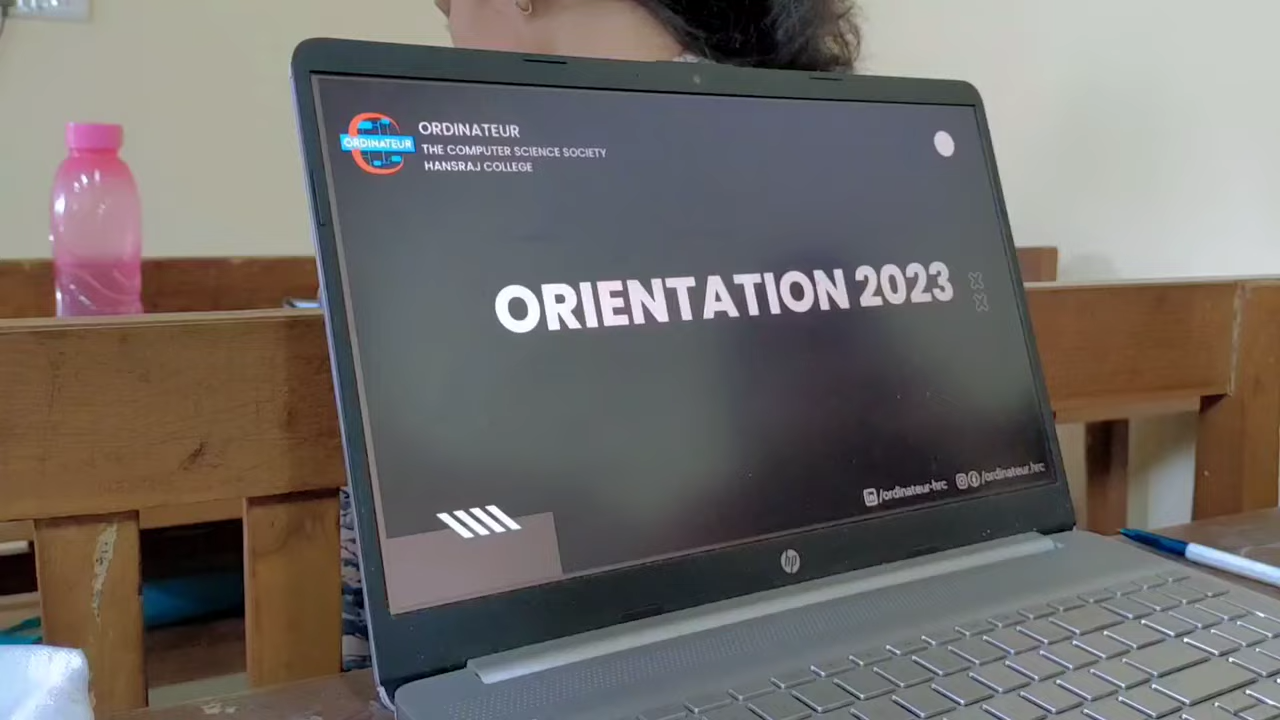 ORDINATEUR
ORDINATEUR
THE COMPUTER SCIENCE SOCIETY
HANSRAJ COLLEGE
ORIENTATION 2023
/ordinateur-hrc /ordinateur.hrc
hp